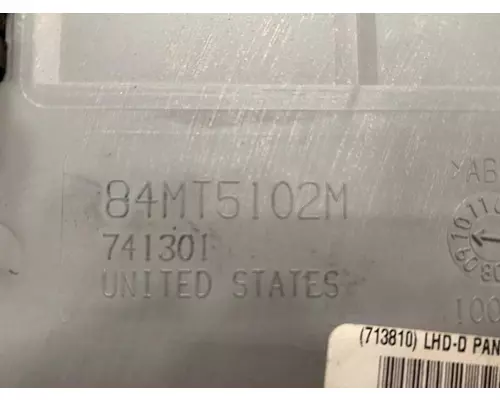 84MT5102M
741301
UNITED STATES
(713810) LHD-D PAN